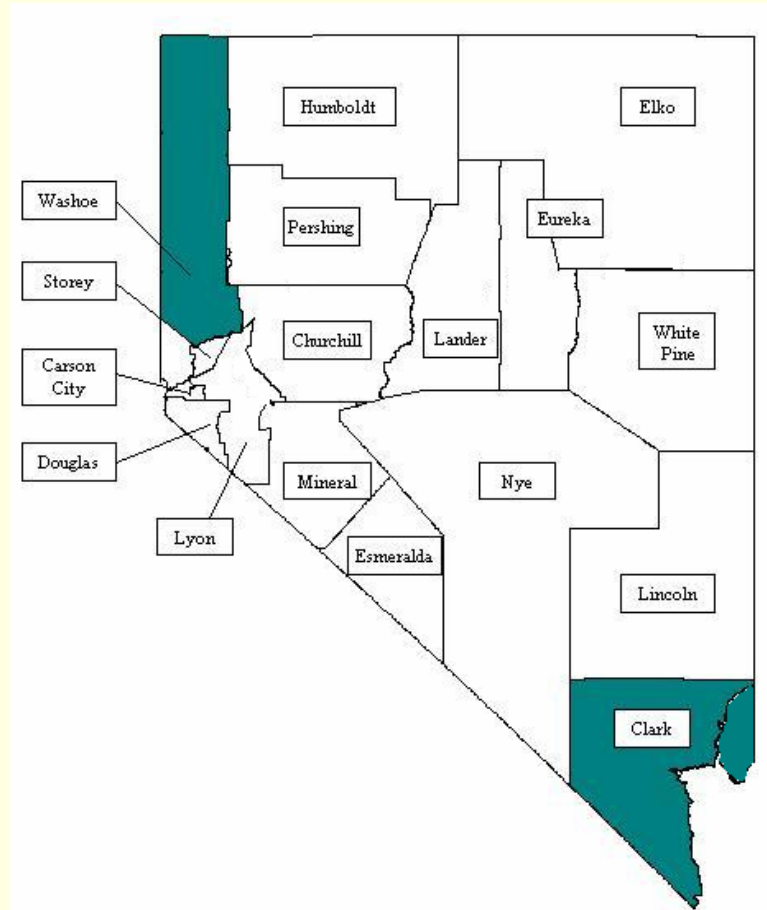 Humboldt
Elko
Washoe
Eureka
Pershing
Storey
White
Pine
Churchill
Lander
Carson
City
Douglas
Mineral
Nye
Lyon
Esmeralda
Lincoln
Clark